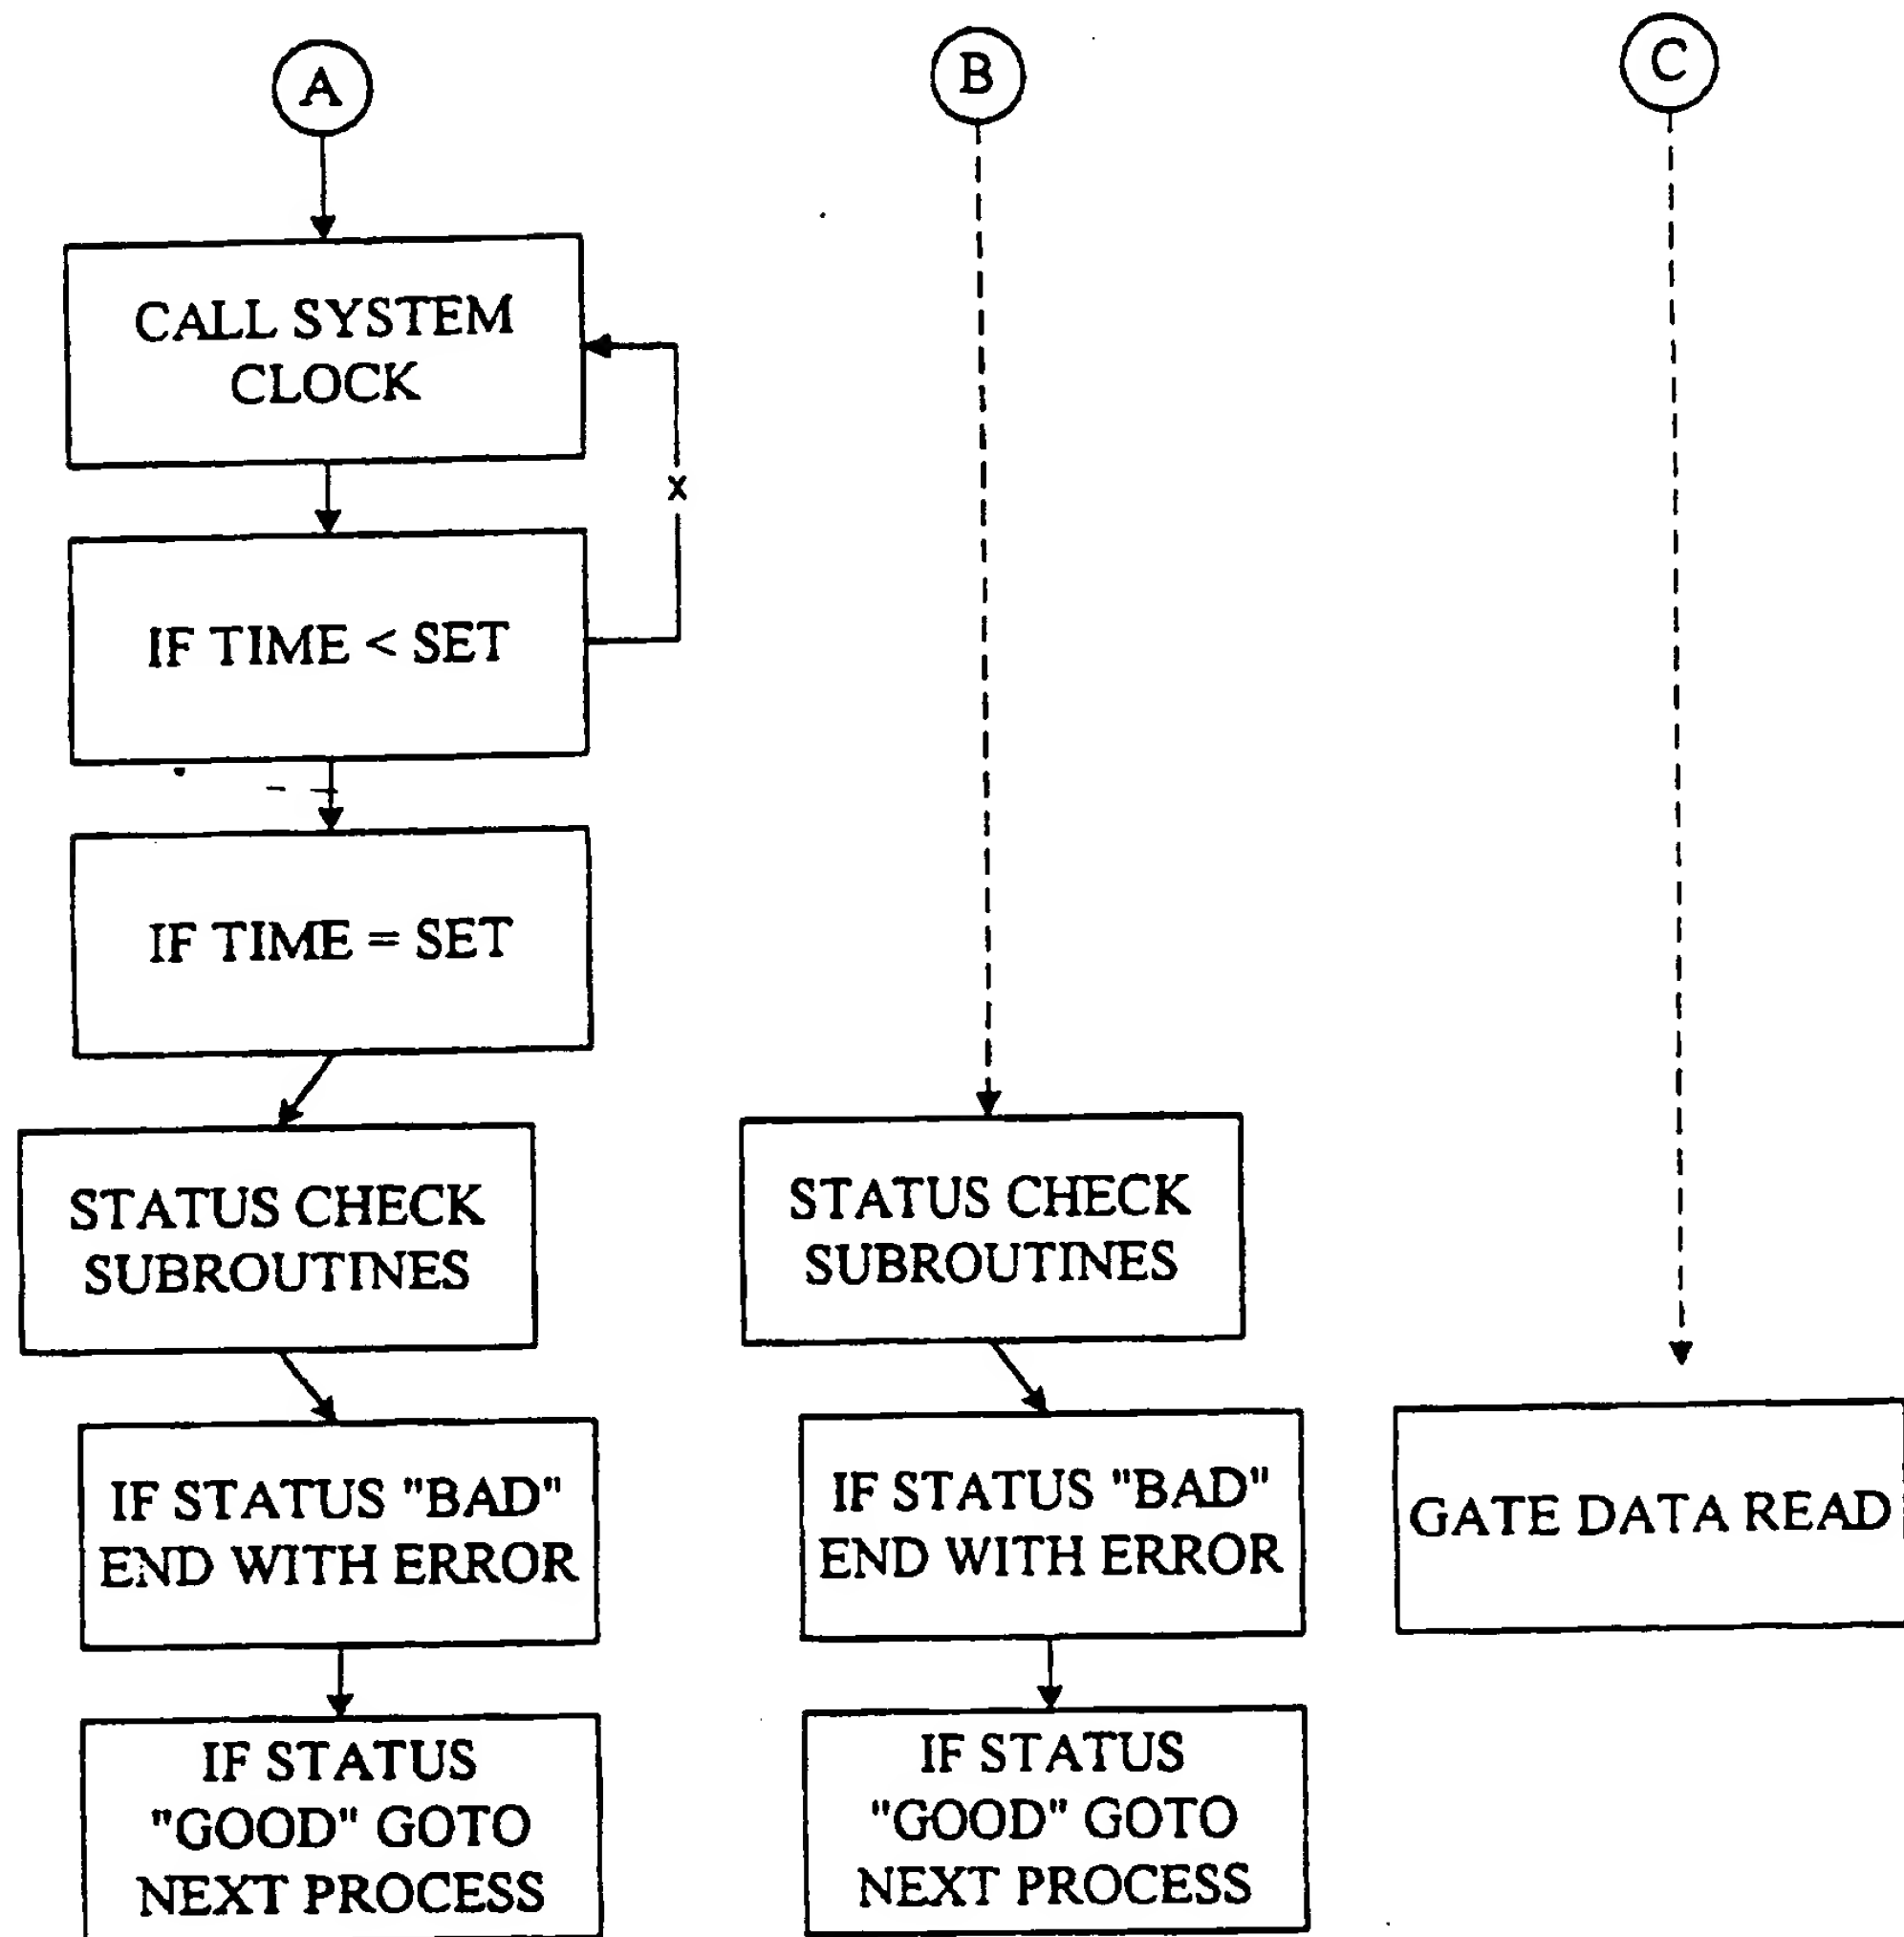 A
B
C
CALL SYSTEM
CLOCK
x
IF TIME < SET
IF TIME = SET
STATUS CHECK
SUBROUTINES
STATUS CHECK
SUBROUTINES
IF STATUS "BAD"
END WITH ERROR
IF STATUS "BAD"
END WITH ERROR
GATE DATA READ
IF STATUS
"GOOD" GOTO
NEXT PROCESS
IF STATUS
"GOOD" GOTO
NEXT PROCESS